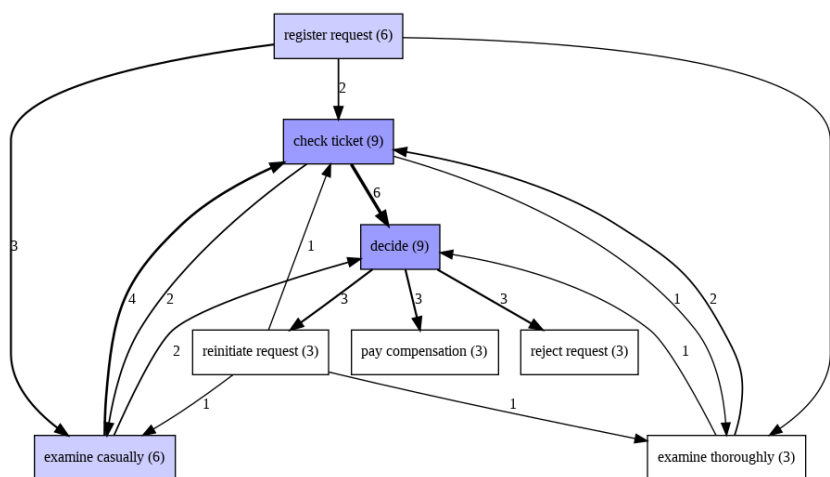 register request (6)
2
check ticket (9)
6
decide (9)
3
1
4
2
3
3
3
1
2
2
reinitiate request (3)
pay compensation (3)
reject request (3)
1
1
1
examine casually (6)
examine thoroughly (3)